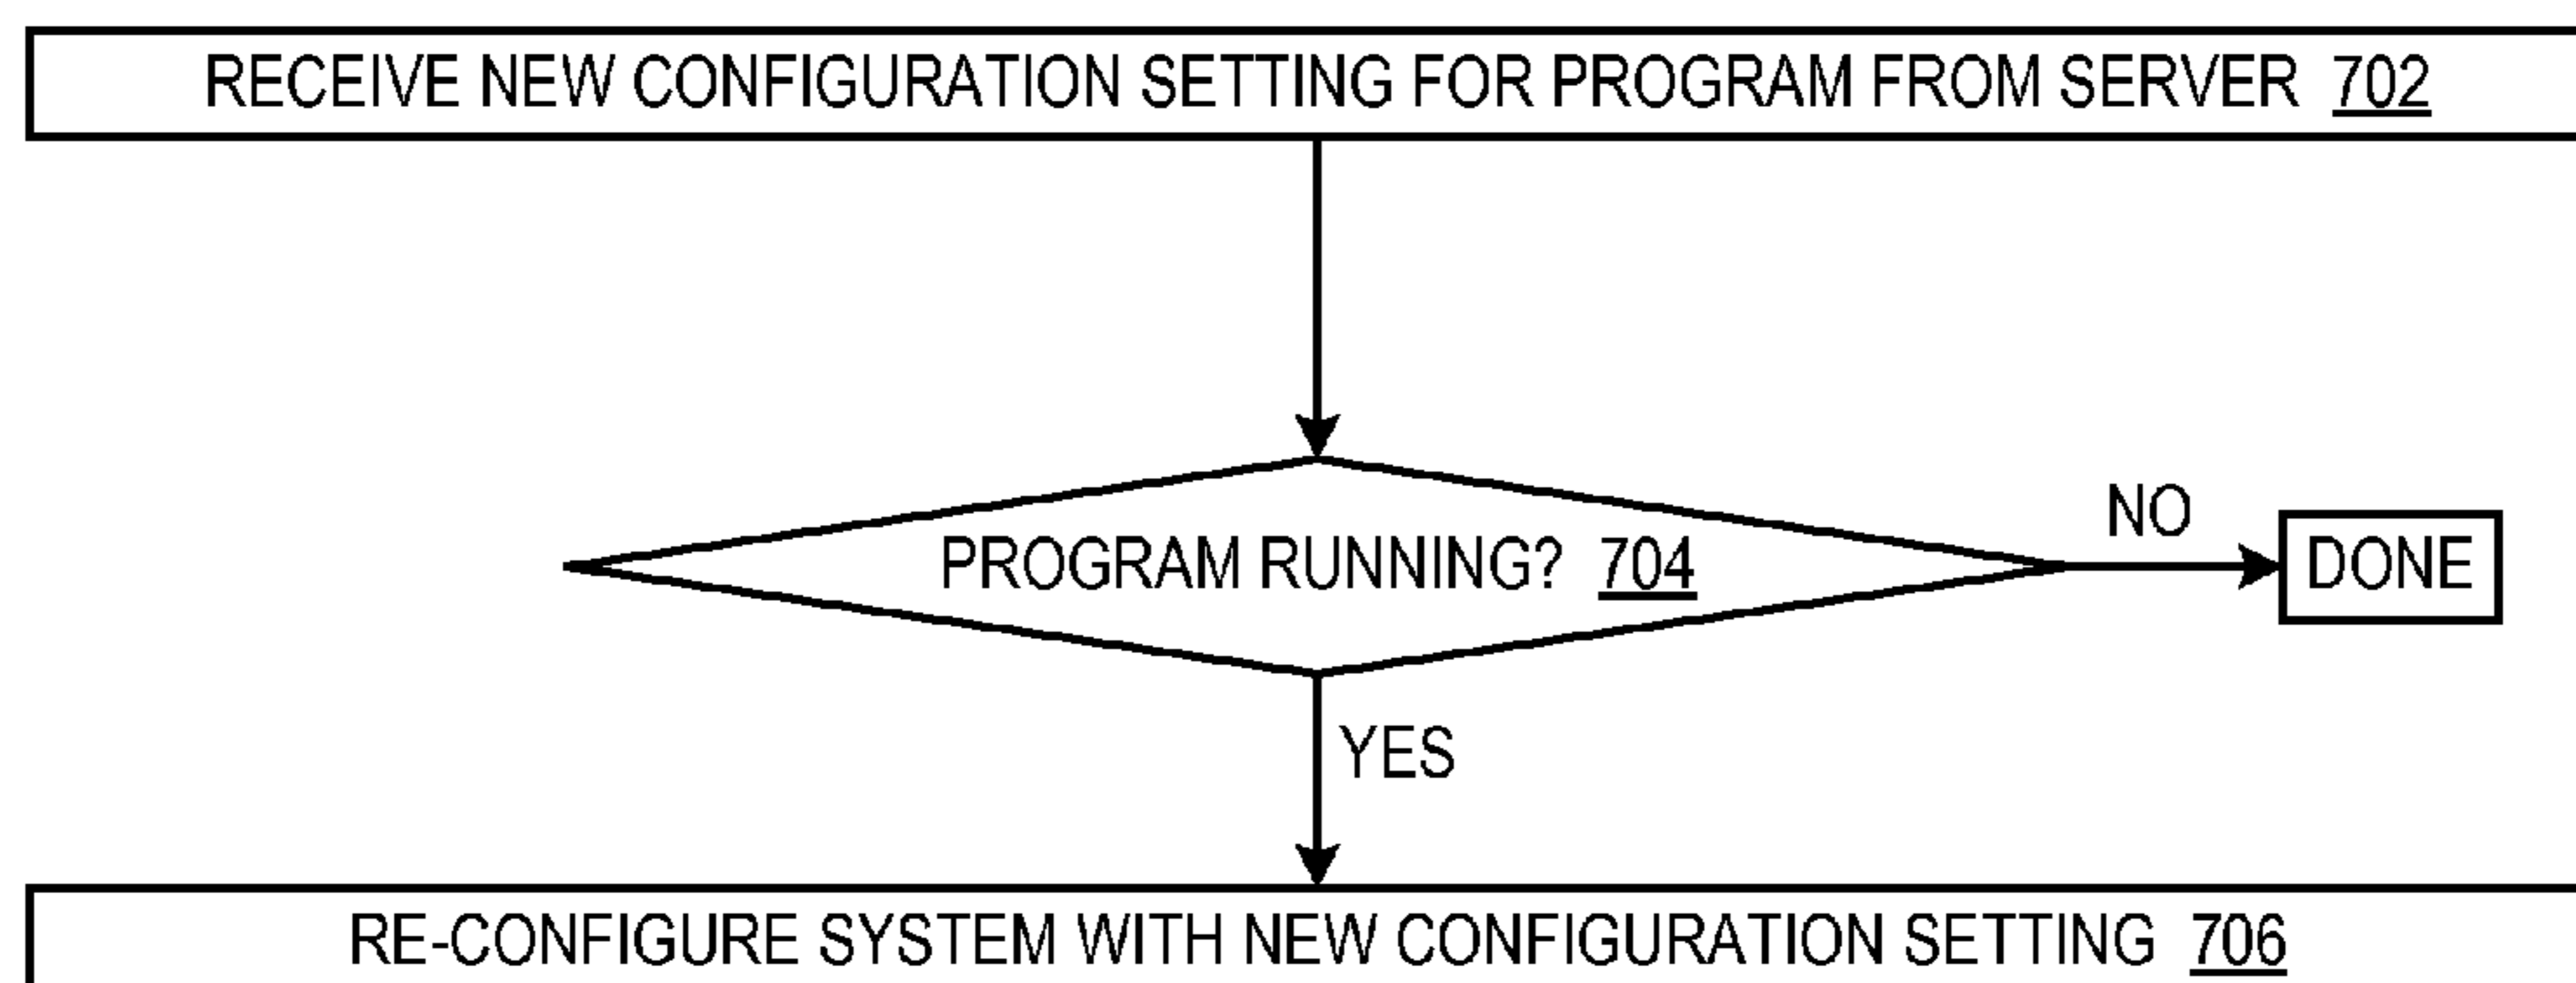 RECEIVE NEW CONFIGURATION SETTING FOR PROGRAM FROM SERVER 702
PROGRAM RUNNING? 704
NO
DONE
YES
RE-CONFIGURE SYSTEM WITH NEW CONFIGURATION SETTING 706